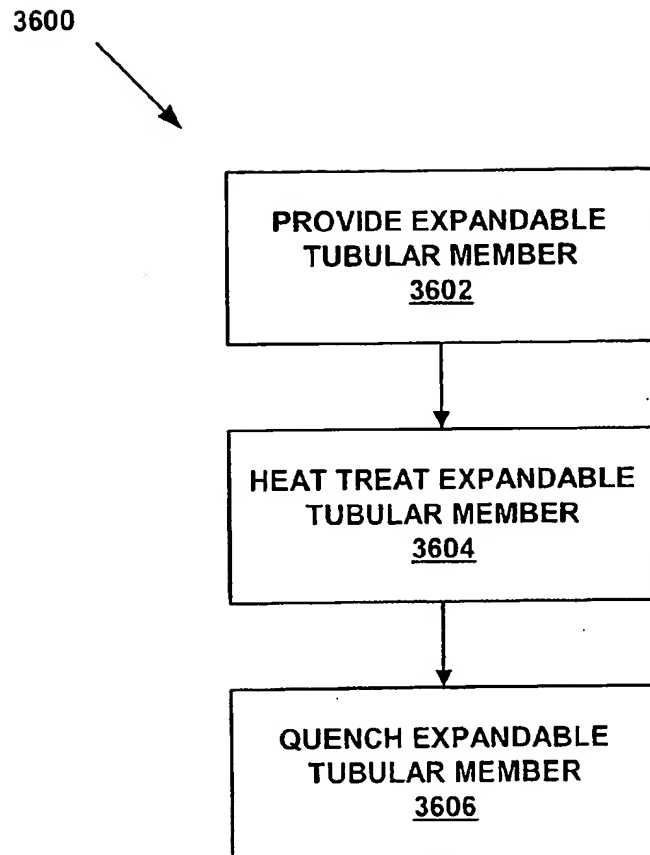 3600
PROVIDE EXPANDABLE
TUBULAR MEMBER
3602
HEAT TREAT EXPANDABLE
TUBULAR MEMBER
3604
QUENCH EXPANDABLE
TUBULAR MEMBER
3606